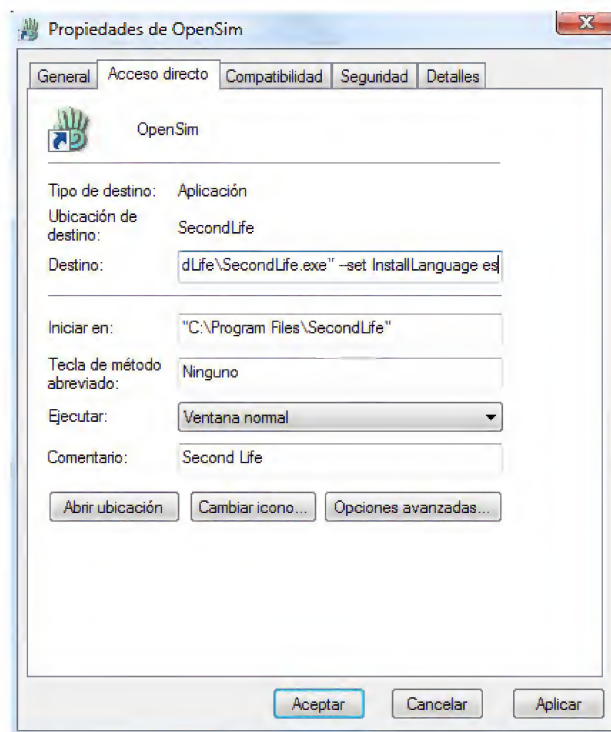 Propiedades de OpenSim
General Acceso directo Compatibilidad Seguridad Detalles
OpenSim
Tipo de destino: Aplicación
Ubicación de destino: SecondLife
Destino: dLife\SecondLife.exe" --set InstallLanguage es
Iniciar en: "C:\Program Files\SecondLife"
Tecla de método abreviado: Ninguno
Ejecutar: Ventana normal
Comentario: Second Life
Abrir ubicación Cambiar icono... Opciones avanzadas...
Aceptar Cancelar Aplicar